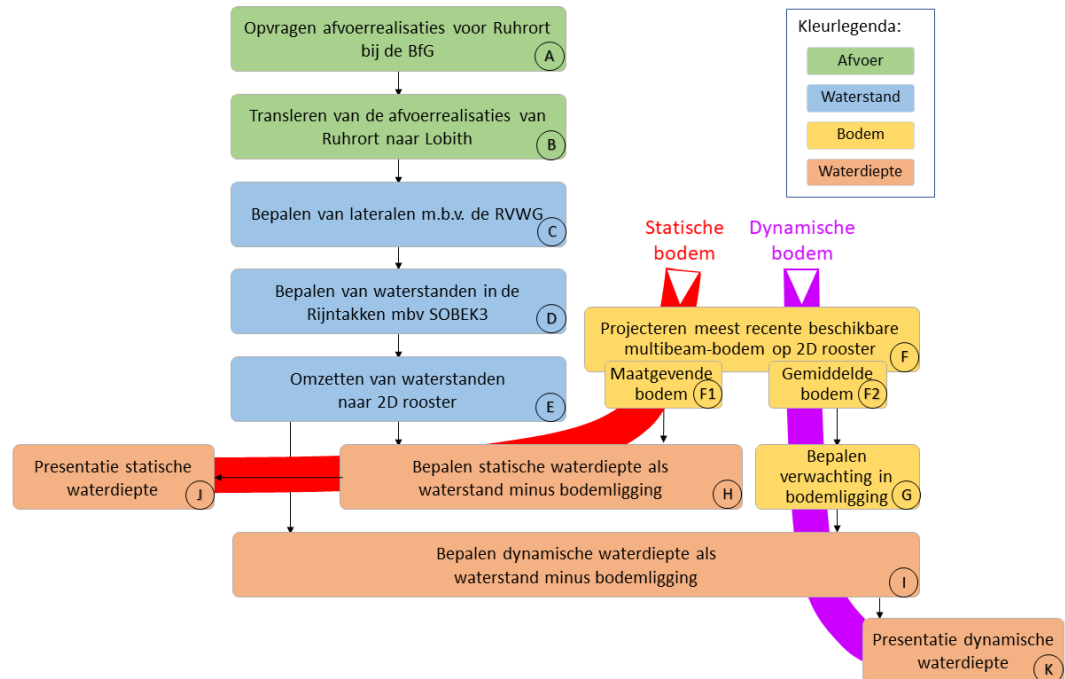 Opvragen afvoerrealisaties voor Ruhrort
bij de BfG
A
Transleren van de afvoerrealisaties van
Ruhrort naar Lobith
B
Bepalen van lateralen m.b.v. de RVWG
C
Bepalen van waterstanden in de
Rijntakken mbv SOBEK3
D
Omzetten van waterstanden
naar 2D rooster
E
Kleurlegenda:
Afvoer
Waterstand
Bodem
Waterdiepte
Statische
bodem
Dynamische
bodem
Projecteren meest recente beschikbare
multibeam-bodem op 2D rooster
F
Maatgevende
bodem
F1
Gemiddelde
bodem
F2
Presentatie statische
waterdiepte
J
Bepalen statische waterdiepte als
waterstand minus bodemligging
H
Bepalen
verwachting in
bodemligging
G
Bepalen dynamische waterdiepte als
waterstand minus bodemligging
I
Presentatie dynamische
waterdiepte
K